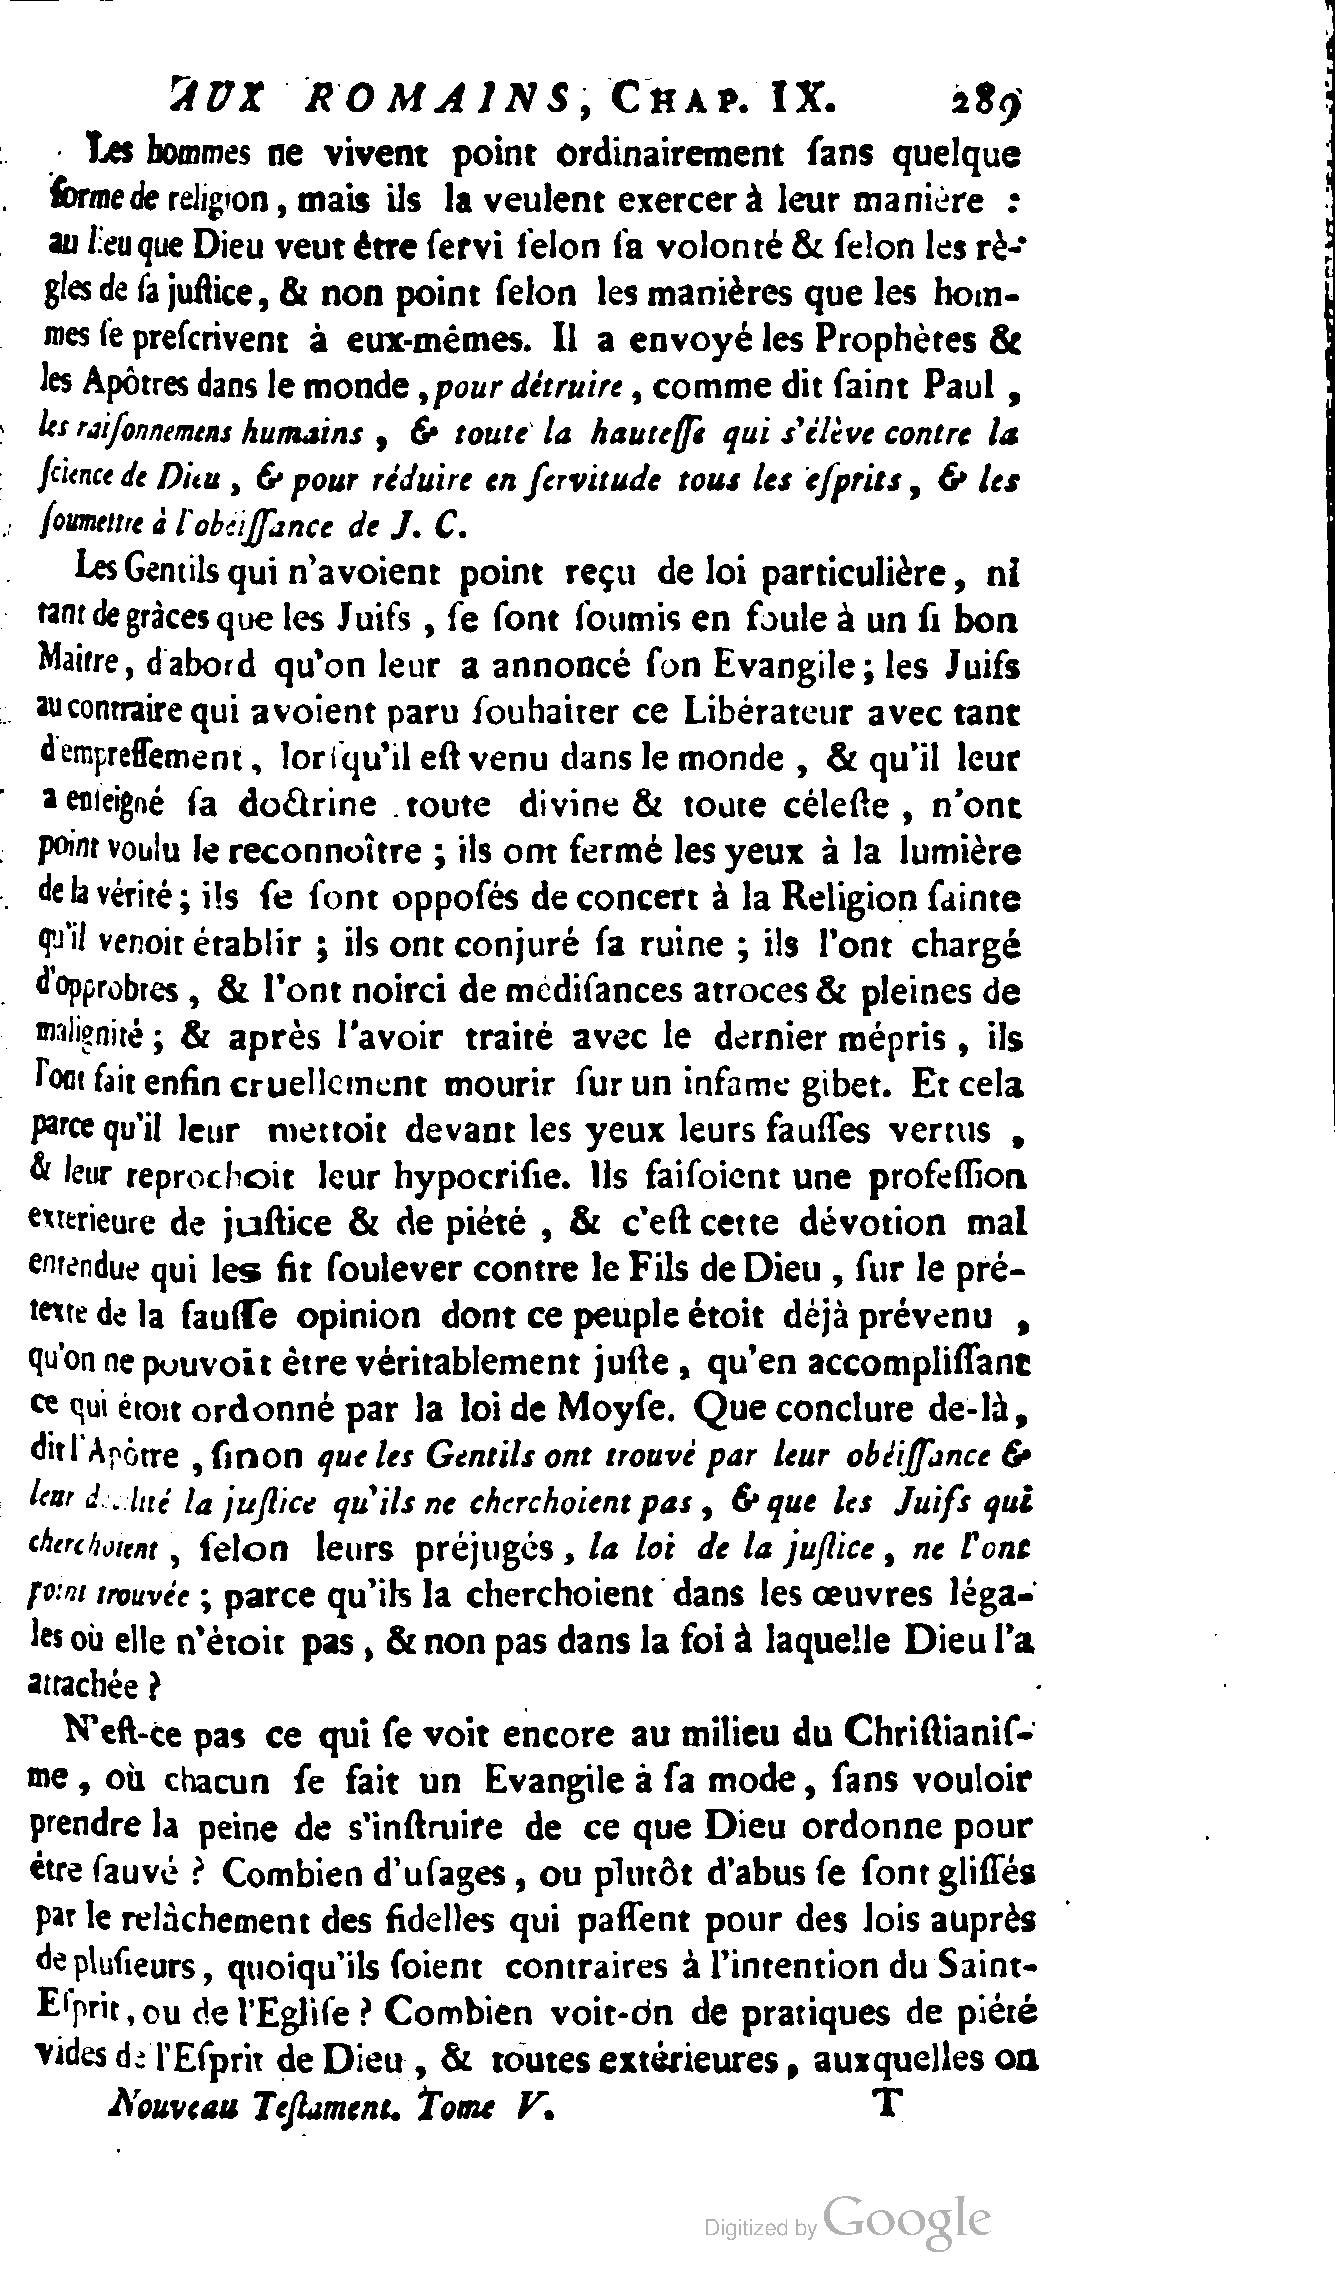 AUX ROMAINS, CHAP. IX. 289
Les hommes ne vivent point ordinairement ſans quelque
forme de religion, mais ils la veulent exercer à leur manière :
au lieu que Dieu veut être ſervi ſelon ſa volonté & ſelon les rè-
gles de ſa juſtice, & non point ſelon les manières que les hom-
mes ſe preſcrivent à eux-mêmes. Il a envoyé les Prophètes &
les Apôtres dans le monde, pour détruire, comme dit ſaint Paul,
les raiſonnemens humains, & toute la hauteſſe qui s'élève contre la
ſcience de Dieu, & pour réduire en ſervitude tous les eſprits, & les
ſoumettre à l'obéiſſance de J. C.
Les Gentils qui n'avoient point reçu de loi particulière, ni
tant de grâces que les Juifs, ſe ſont ſoumis en foule à un ſi bon
Maitre, d'abord qu'on leur a annoncé ſon Evangile; les Juifs
au contraire qui avoient paru ſouhaiter ce Libérateur avec tant
d'empreſſement, lorſqu'il eſt venu dans le monde, & qu'il leur
a enſeigné ſa doctrine toute divine & toute céleſte, n'ont
point voulu le reconnoître ; ils ont fermé les yeux à la lumière
de la vérité; ils ſe ſont oppoſés de concert à la Religion ſainte
qu'il venoit établir ; ils ont conjuré ſa ruine ; ils l'ont chargé
d'opprobres, & l'ont noirci de médiſances atroces & pleines de
malignité ; & après l'avoir traité avec le dernier mépris, ils
l'ont fait enfin cruellement mourir ſur un infame gibet. Et cela
parce qu'il leur mettoit devant les yeux leurs fauſſes vertus,
& leur reprochoit leur hypocriſie. Ils faiſoient une profeſſion
exterieure de juſtice & de piété, & c'eſt cette dévotion mal
entendue qui les fit ſoulever contre le Fils de Dieu, ſur le pré-
texte de la fauſſe opinion dont ce peuple étoit déjà prévenu,
qu'on ne pouvoit être véritablement juſte, qu'en accompliſſant
ce qui étoit ordonné par la loi de Moyſe. Que conclure de-là,
dit l'Apôtre, ſinon que les Gentils ont trouvé par leur obéiſſance &
leur la juſtice qu'ils ne cherchoient pas, & que les Juifs qui
cherchoient, ſelon leurs préjugés, la loi de la juſtice, ne l'ont
point trouvée ; parce qu'ils la cherchoient dans les œuvres léga-
les où elle n'étoit pas, & non pas dans la foi à laquelle Dieu l'a
attachée ?
N'eſt-ce pas ce qui ſe voit encore au milieu du Chriſtianiſ-
me, où chacun ſe fait un Evangile à ſa mode, ſans vouloir
prendre la peine de s'inſtruire de ce que Dieu ordonne pour
être ſauvé ? Combien d'uſages, ou plutôt d'abus ſe ſont gliſſés
par le relâchement des fidelles qui paſſent pour des lois auprès
de pluſieurs, quoiqu'ils ſoient contraires à l'intention du Saint-
Eſprit, ou de l'Egliſe ? Combien voit-on de pratiques de piété
vides de l'Eſprit de Dieu, & toutes extérieures, auxquelles on
Nouveau Teſtament. Tome V. T
Digitized by Google